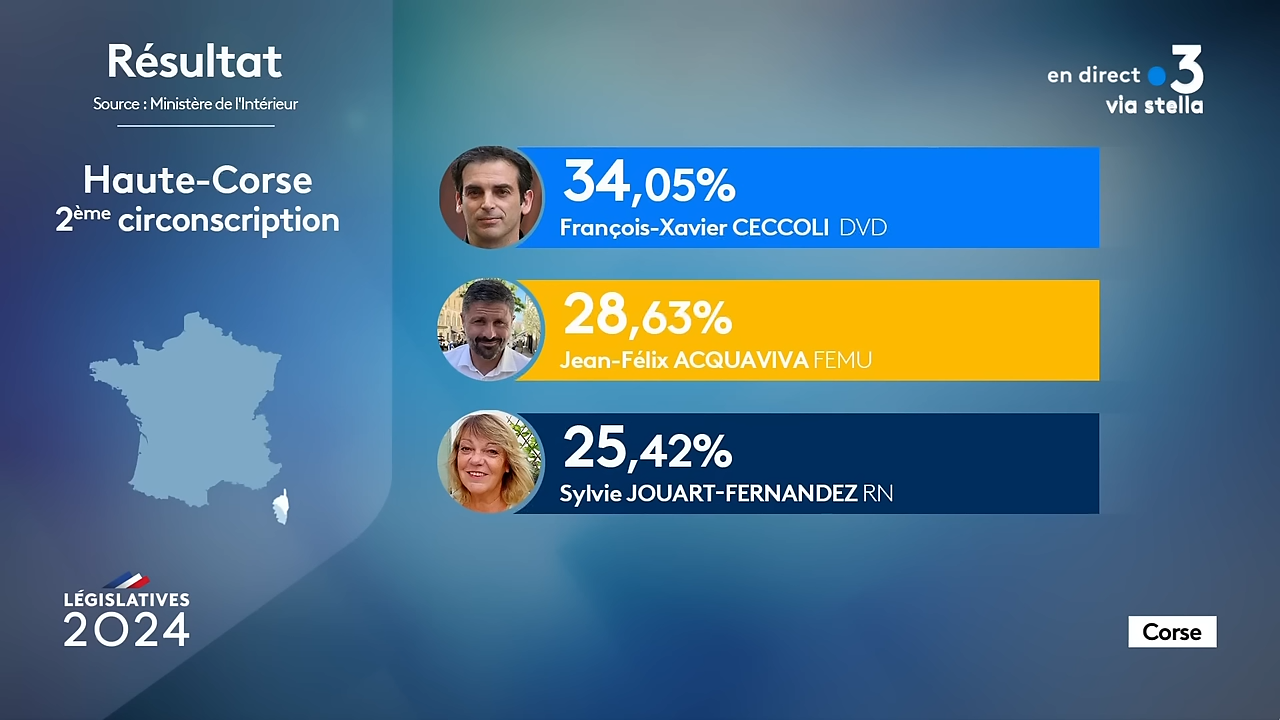 Résultat
Source : Ministère de l'Intérieur
Haute-Corse
2ème circonscription
LÉGISLATIVES
2024
en direct 3
via stella
34,05%
François-Xavier CECCOLI DVD
28,63%
Jean-Félix ACQUAVIVA FEMU
25,42%
Sylvie JOUART-FERNANDEZ RN
Corse